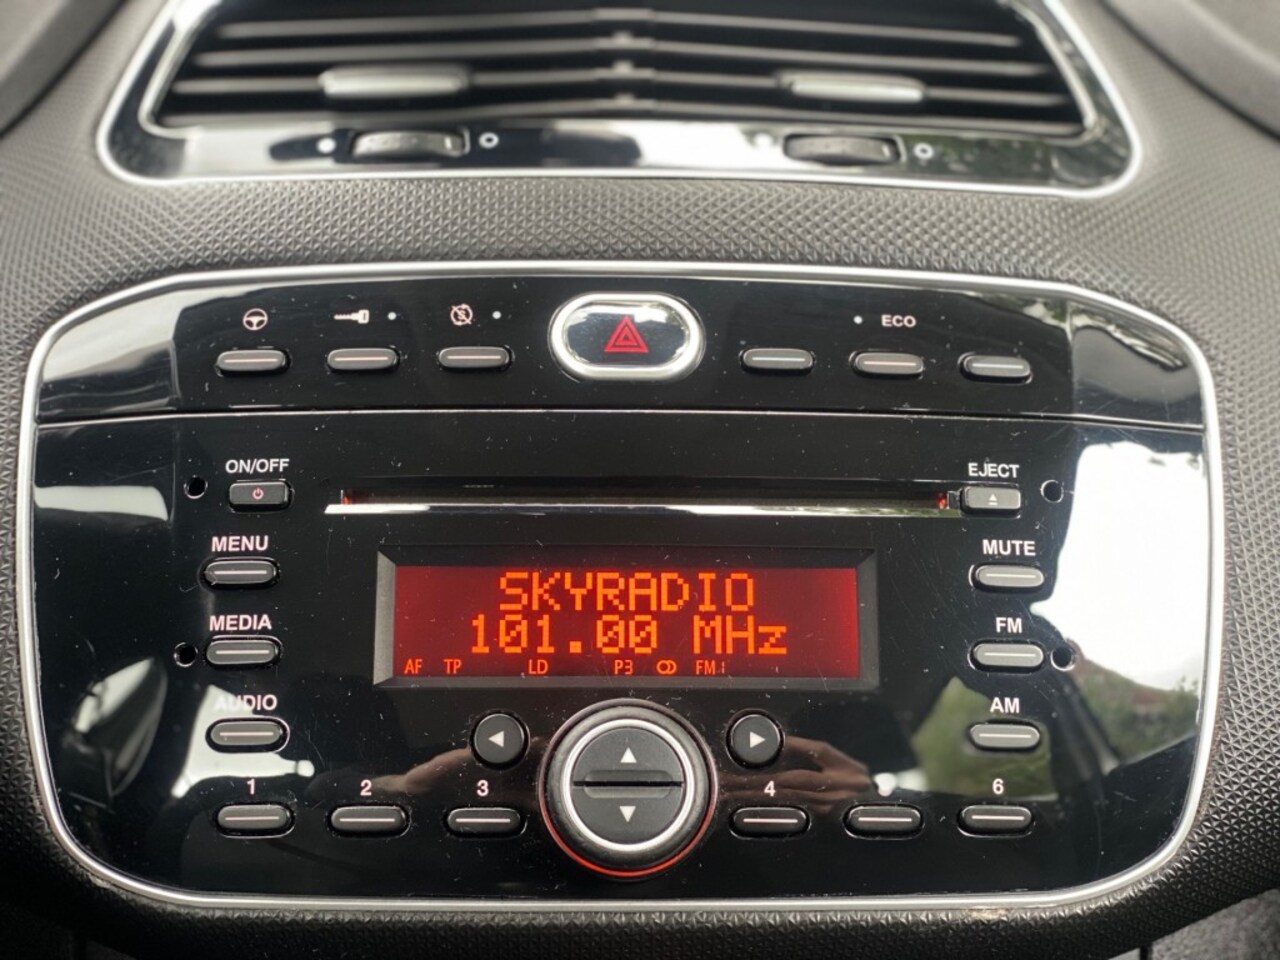 ECO
ON/OFF
EJECT
MENU
MUTE
SKYRADIO
101.00 MHz
AF TP LD P3 FM
MEDIA
FM
AUDIO
AM
1 2 3 4 6